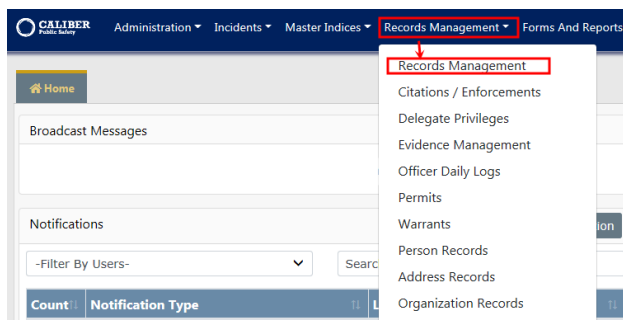 CALIBER
Public Safety
Administration Incidents Master Indices Records Management Forms And Reports
Records Management
Home
Citations / Enforcements
Broadcast Messages
Delegate Privileges
Evidence Management
Officer Daily Logs
Permits
Notifications
Warrants
ion
Person Records
-Filter By Users-
Searc
Address Records
Count Notification Type
L
Organization Records